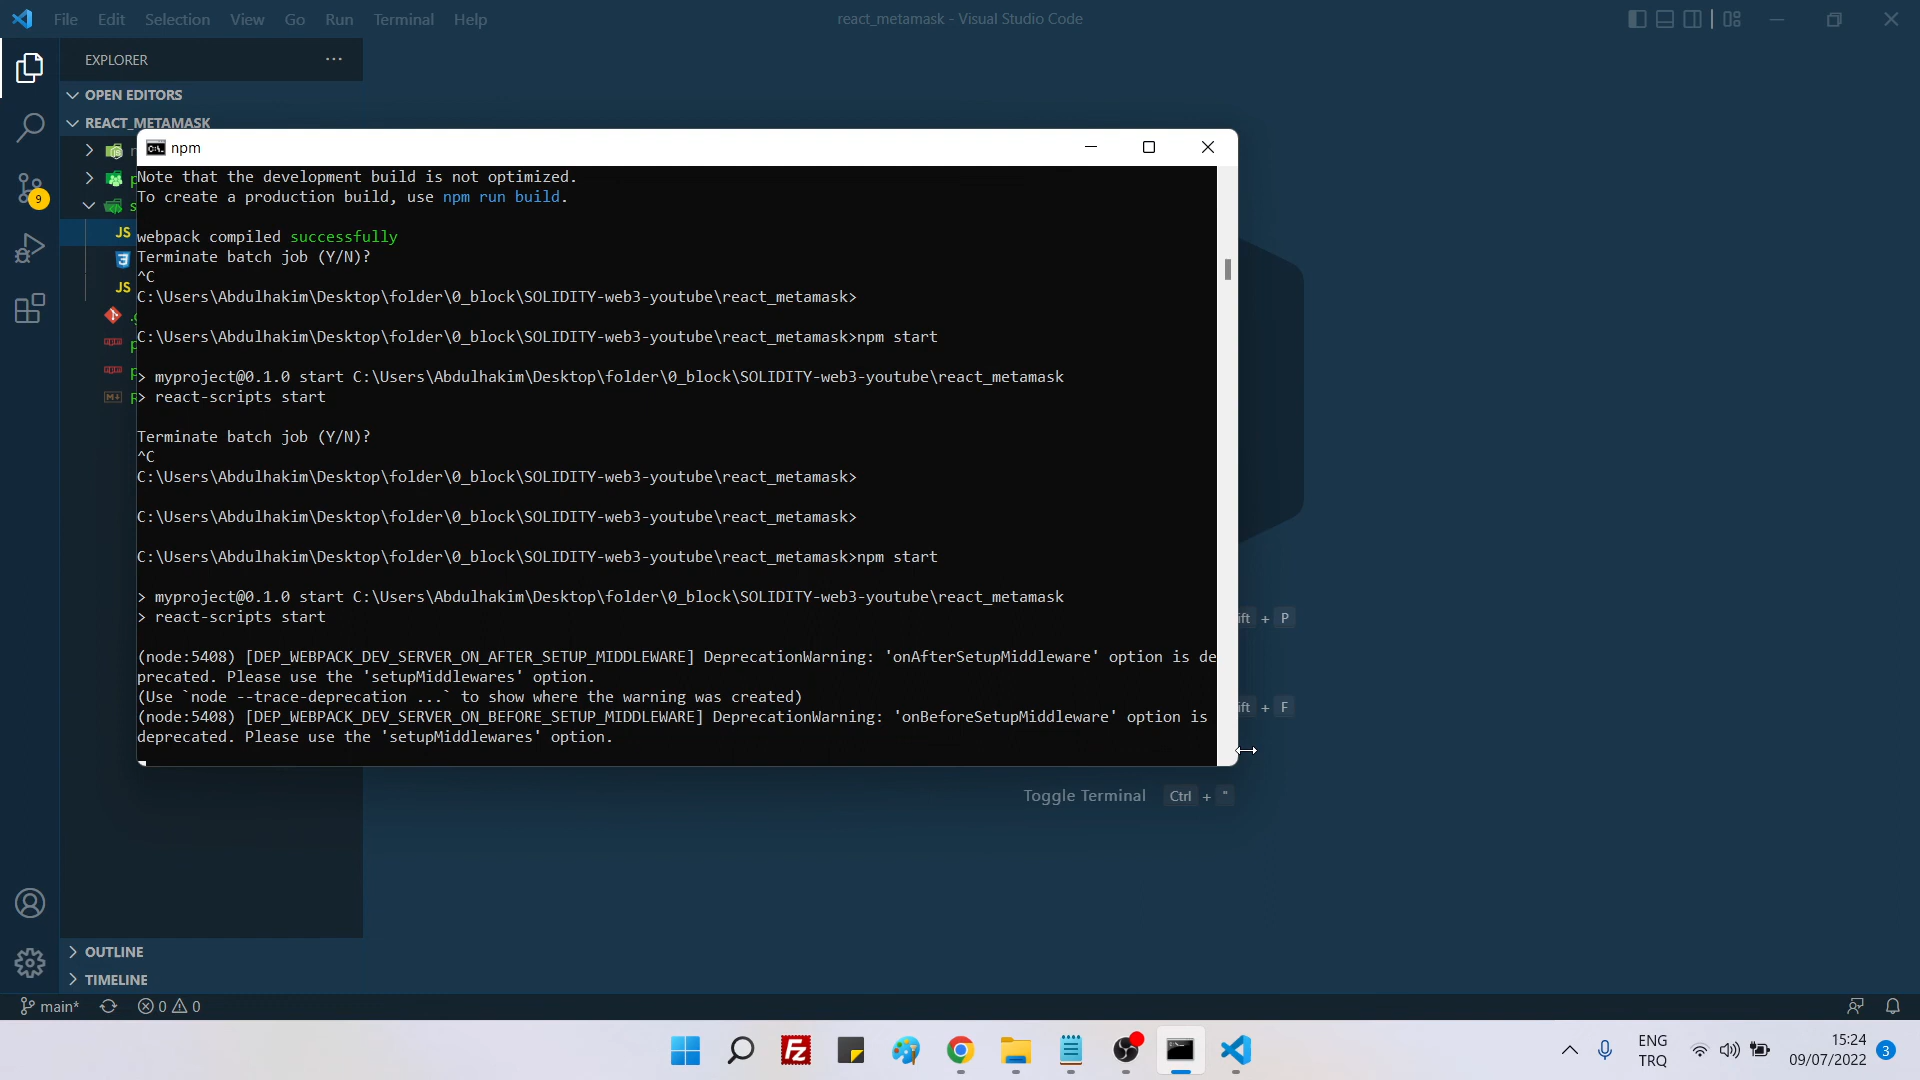 File Edit Selection View Go Run Terminal Help
react_metamask - Visual Studio Code
EXPLORER
OPEN EDITORS
REACT_METAMASK
JS
JS
9
npm
Note that the development build is not optimized.
To create a production build, use npm run build.
webpack compiled successfully
Terminate batch job (Y/N)?
^C
C:\Users\Abdulhakim\Desktop\folder\0_block\SOLIDITY-web3-youtube\react_metamask>
C:\Users\Abdulhakim\Desktop\folder\0_block\SOLIDITY-web3-youtube\react_metamask>npm start
> myproject@0.1.0 start C:\Users\Abdulhakim\Desktop\folder\0_block\SOLIDITY-web3-youtube\react_metamask
> react-scripts start
Terminate batch job (Y/N)?
^C
C:\Users\Abdulhakim\Desktop\folder\0_block\SOLIDITY-web3-youtube\react_metamask>
C:\Users\Abdulhakim\Desktop\folder\0_block\SOLIDITY-web3-youtube\react_metamask>
C:\Users\Abdulhakim\Desktop\folder\0_block\SOLIDITY-web3-youtube\react_metamask>npm start
> myproject@0.1.0 start C:\Users\Abdulhakim\Desktop\folder\0_block\SOLIDITY-web3-youtube\react_metamask
> react-scripts start
(node:5408) [DEP_WEBPACK_DEV_SERVER_ON_AFTER_SETUP_MIDDLEWARE] DeprecationWarning: 'onAfterSetupMiddleware' option is de
precated. Please use the 'setupMiddlewares' option.
(Use `node --trace-deprecation ...` to show where the warning was created)
(node:5408) [DEP_WEBPACK_DEV_SERVER_ON_BEFORE_SETUP_MIDDLEWARE] DeprecationWarning: 'onBeforeSetupMiddleware' option is
deprecated. Please use the 'setupMiddlewares' option.
ift + P
ift + F
Toggle Terminal Ctrl + "
OUTLINE
TIMELINE
main* 0 0
ENG
TRQ
15:24
09/07/2022
3